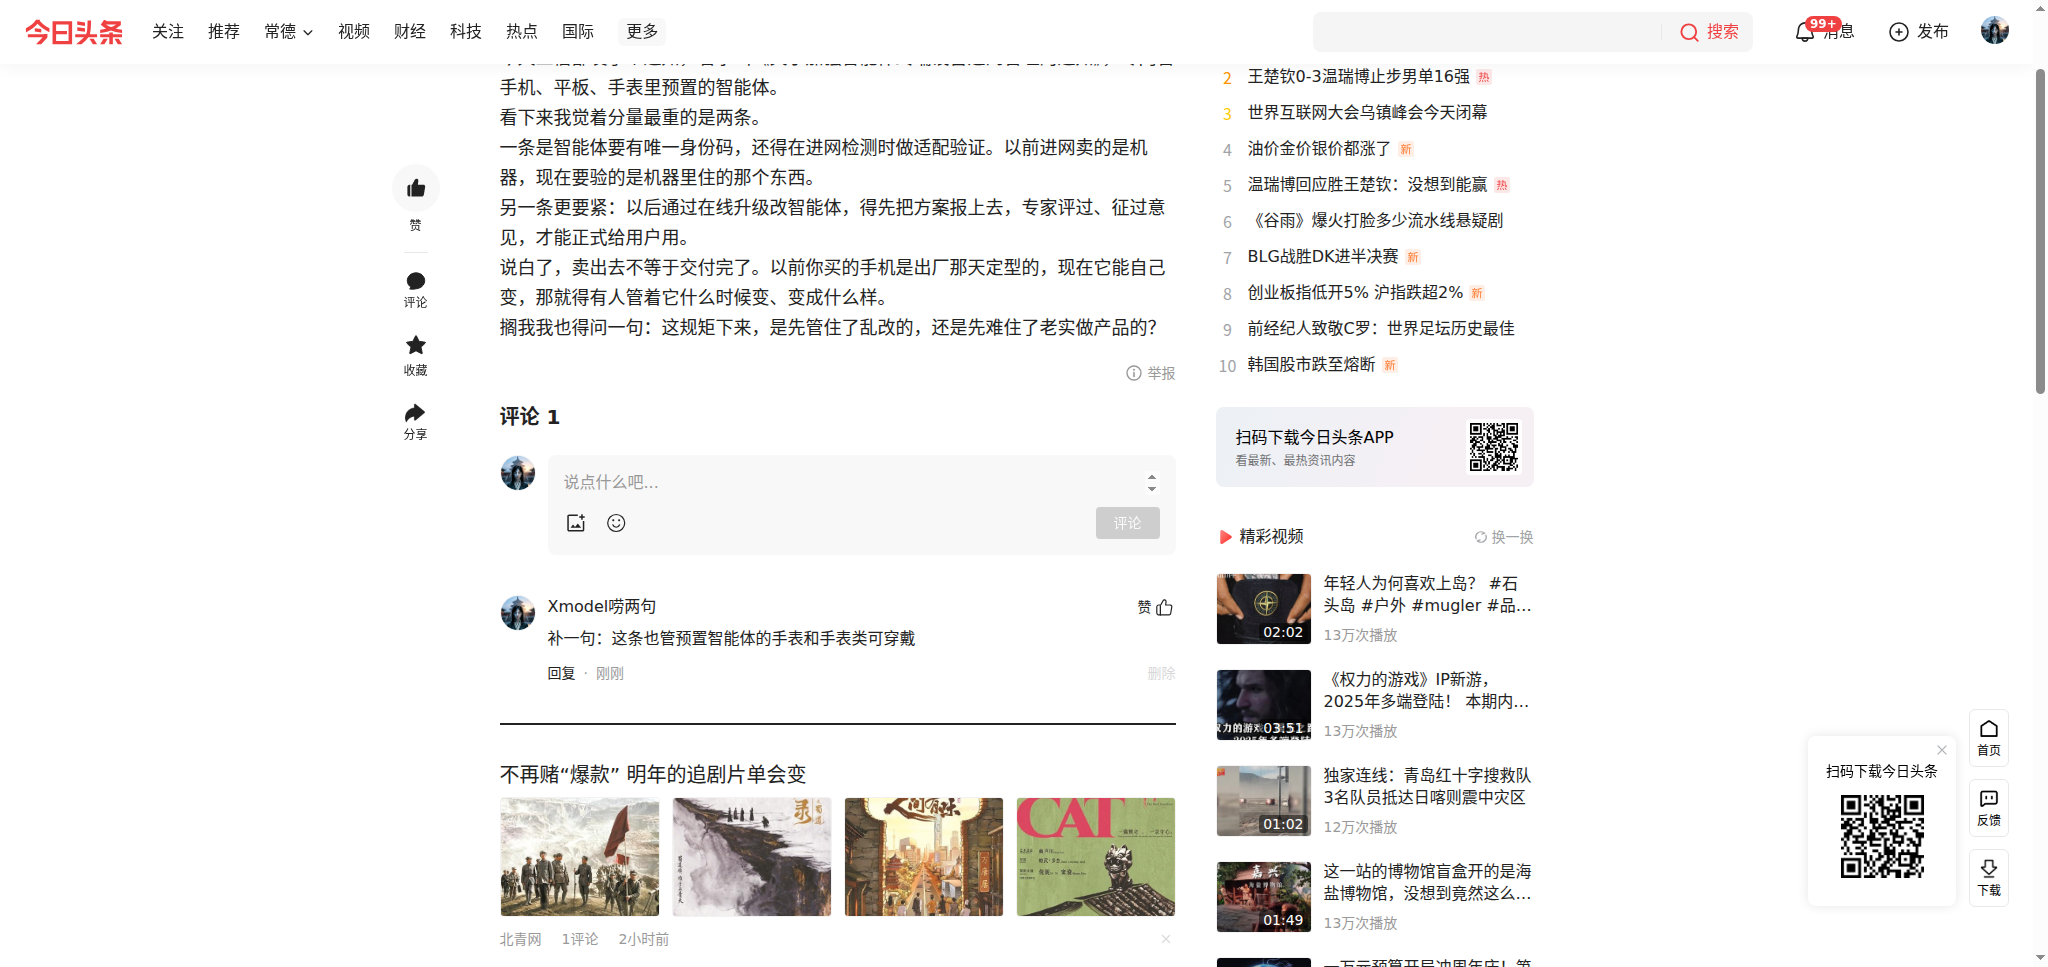 今日头条
关注 推荐 常德 视频 财经 科技 热点 国际 更多
搜索
99+
消息
发布
手机、平板、手表里预置的智能体。
看下来我觉着分量最重的是两条。
一条是智能体要有唯一身份码，还得在进网检测时做适配验证。以前进网卖的是机
器，现在要验的是机器里住的那个东西。
另一条更要紧：以后通过在线升级改智能体，得先把方案报上去，专家评过、征过意
见，才能正式给用户用。
说白了，卖出去不等于交付完了。以前你买的手机是出厂那天定型的，现在它能自己
变，那就得有人管着它什么时候变、变成什么样。
搁我我也得问一句：这规矩下来，是先管住了乱改的，还是先难住了老实做产品的？
举报
赞
评论
收藏
分享
评论 1
说点什么吧...
评论
Xmodel唠两句
赞
补一句：这条也管预置智能体的手表和手表类可穿戴
回复 · 刚刚
删除
不再赌“爆款” 明年的追剧片单会变
人间有味
CAT
北青网 1评论 2小时前
2 王楚钦0-3温瑞博止步男单16强 热
3 世界互联网大会乌镇峰会今天闭幕
4 油价金价银价都涨了 新
5 温瑞博回应胜王楚钦：没想到能赢 热
6 《谷雨》爆火打脸多少流水线悬疑剧
7 BLG战胜DK进半决赛 新
8 创业板指低开5% 沪指跌超2% 新
9 前经纪人致敬C罗：世界足坛历史最佳
10 韩国股市跌至熔断 新
扫码下载今日头条APP
看最新、最热资讯内容
精彩视频
换一换
02:02
年轻人为何喜欢上岛？ #石
头岛 #户外 #mugler #品...
13万次播放
03:51
《权力的游戏》IP新游，
2025年多端登陆！ 本期内...
13万次播放
01:02
独家连线：青岛红十字搜救队
3名队员抵达日喀则震中灾区
12万次播放
嘉兴
01:49
这一站的博物馆盲盒开的是海
盐博物馆，没想到竟然这么...
13万次播放
扫码下载今日头条
首页
反馈
下载